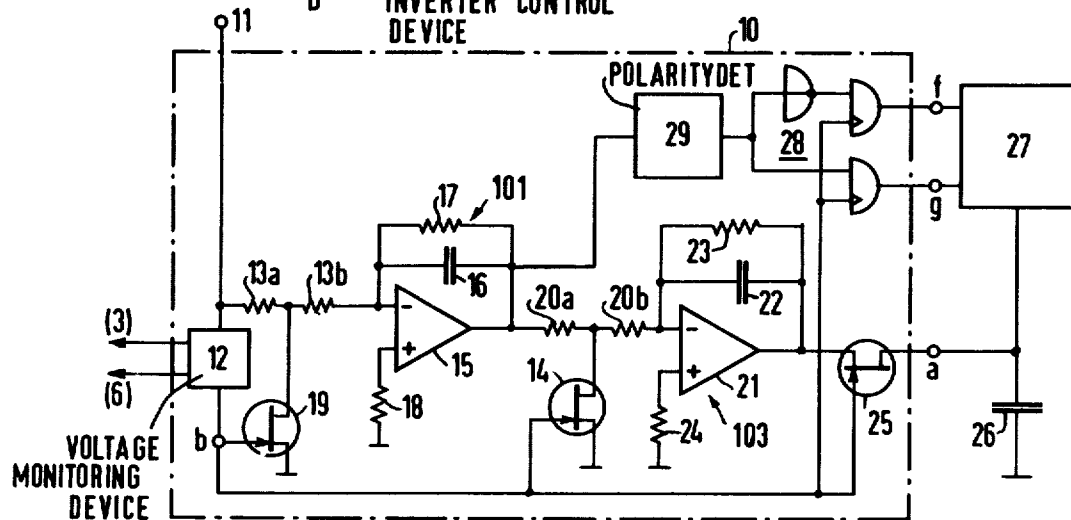 D INVERTER CONTROL
DEVICE
11
10
POLARITYDET
29
28
f
27
g
17
101
16
23
22
13a
13b
20a
20b
(3)
12
(6)
15
14
21
a
19
18
24
103
25
26
b
VOLTAGE
MONITORING
DEVICE
- + - +